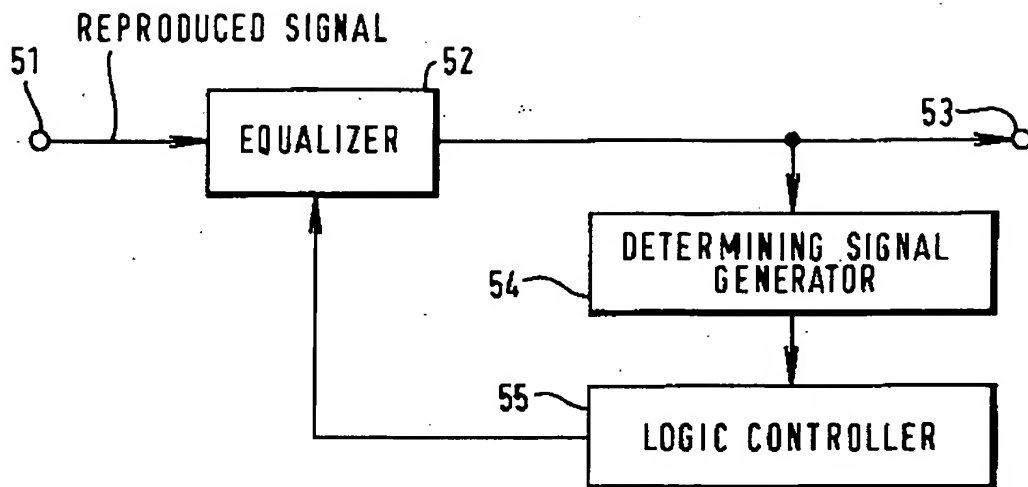 REPRODUCED SIGNAL
51
52
EQUALIZER
53
DETERMINING SIGNAL
GENERATOR
54
55
LOGIC CONTROLLER